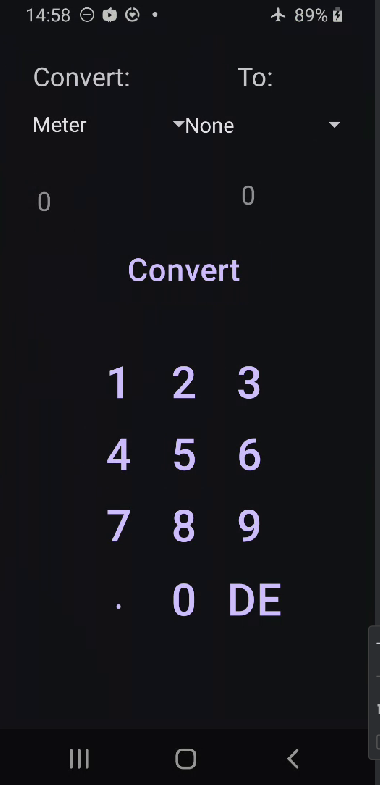 14:58 89%
Convert: To:
Meter None
0 0
Convert
1 2 3
4 5 6
7 8 9
. 0 DE